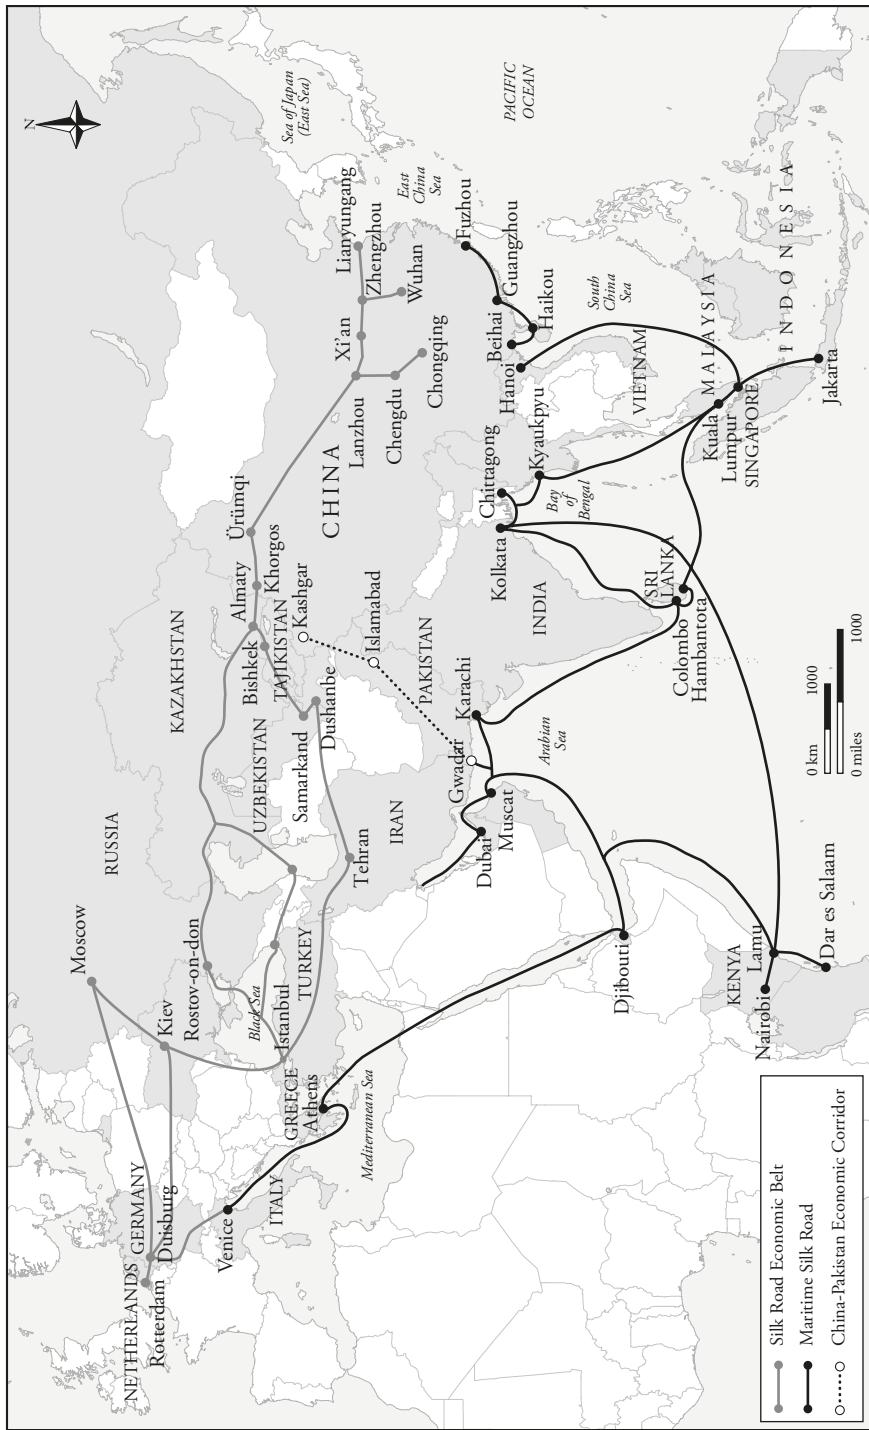 N
Sea of Japan
(East Sea)
PACIFIC
OCEAN
East
China
Sea
RUSSIA
Moscow
Kiev
Rostov-on-don
KAZAKHSTAN
Almaty
Khorgos
Ürümqi
Bishkek
TAJIKISTAN
Kashgar
UZBEKISTAN
Samarkand
Dushanbe
Islamabad
CHINA
Lanzhou
Xi'an
Zhengzhou
Lianyungang
Wuhan
Chengdu
Chongqing
NETHERLANDS
Rotterdam
GERMANY
Duisburg
Venice
ITALY
Black Sea
Istanbul
TURKEY
GREECE
Athens
Mediterranean Sea
Tehran
IRAN
PAKISTAN
Karachi
Gwadar
Dubai
Muscat
Arabian
Sea
INDIA
Kolkata
Chittagong
Kyaukpyu
Bay
of
Bengal
Hanoi
Beihai
Guangzhou
Fuzhou
Haikou
South
China
Sea
VIETNAM
MALAYSIA
Kuala
Lumpur
SINGAPORE
INDONESIA
Jakarta
SRI
LANKA
Colombo
Hambantota
Djibouti
KENYA
Lamu
Nairobi
Dar es Salaam
0 km 1000
0 miles 1000
Silk Road Economic Belt
Maritime Silk Road
China-Pakistan Economic Corridor